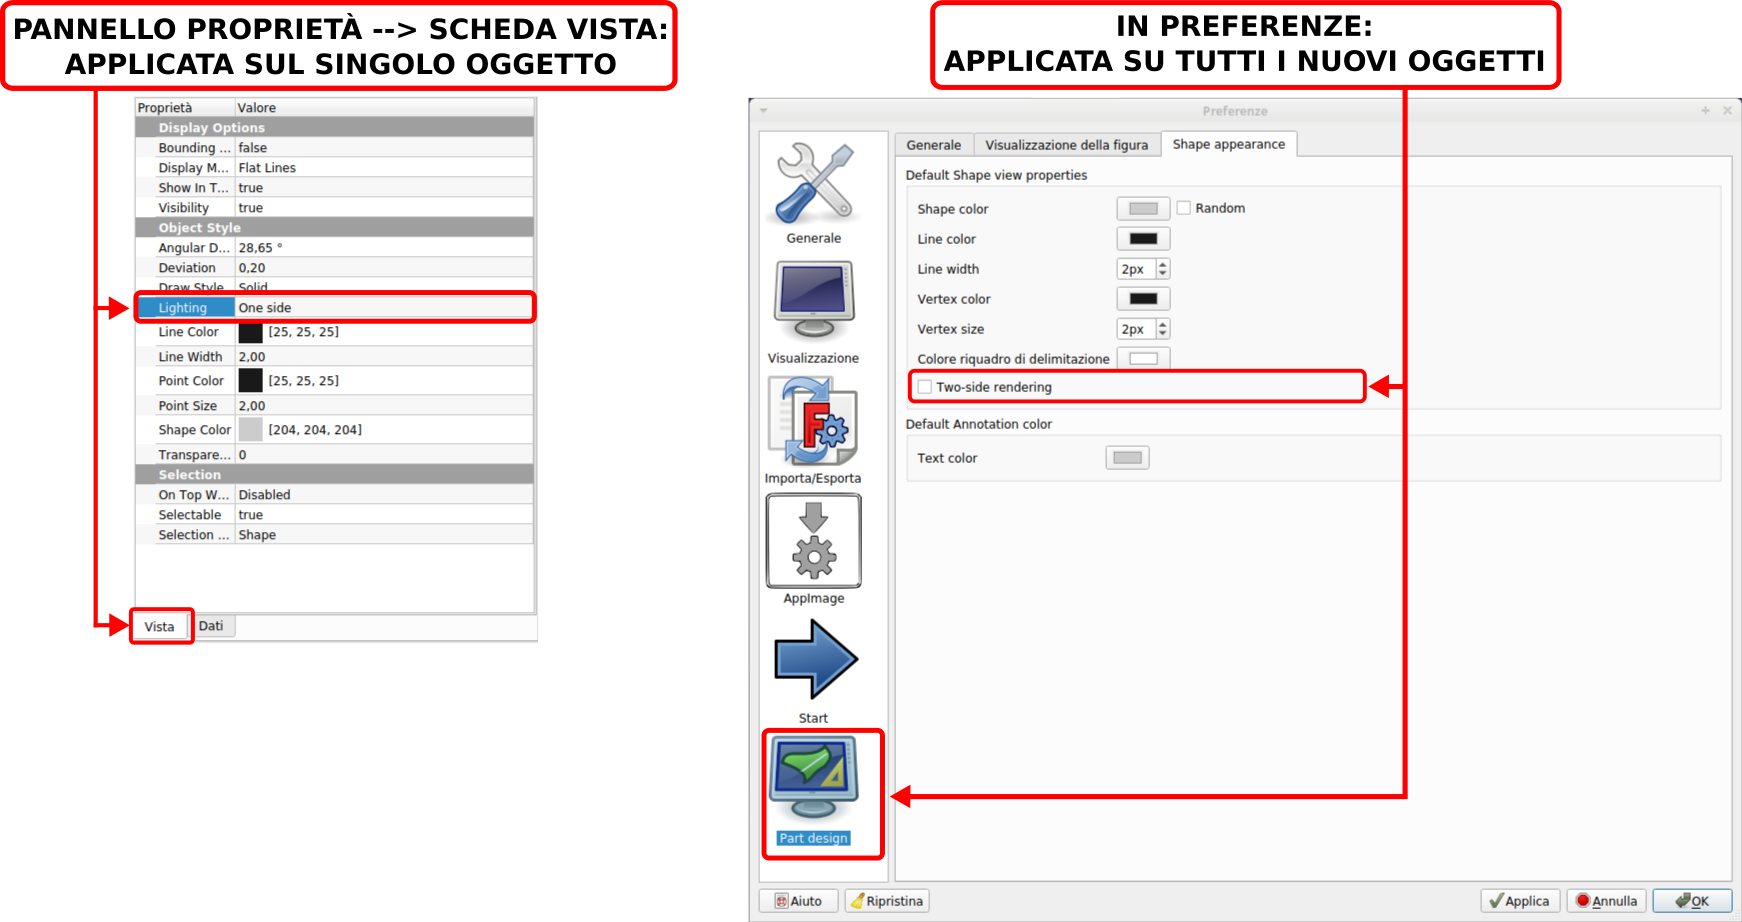 PANNELLO PROPRIETÀ --> SCHEDA VISTA:
APPLICATA SUL SINGOLO OGGETTO
Proprietà Valore
Display Options
Bounding ... false
Display M... Flat Lines
Show In T... true
Visibility true
Object Style
Angular D... 28,65 °
Deviation 0,20
Draw Style Solid
Lighting One side
Line Color [25, 25, 25]
Line Width 2,00
Point Color [25, 25, 25]
Point Size 2,00
Shape Color [204, 204, 204]
Transpare... 0
Selection
On Top W... Disabled
Selectable true
Selection ... Shape
Vista Dati
IN PREFERENZE:
APPLICATA SU TUTTI I NUOVI OGGETTI
Preferenze
Generale
Visualizzazione
Importa/Esporta
AppImage
Start
Part design
Generale Visualizzazione della figura Shape appearance
Default Shape view properties
Shape color Random
Line color
Line width 2px
Vertex color
Vertex size 2px
Colore riquadro di delimitazione
Two-side rendering
Default Annotation color
Text color
Aiuto Ripristina Applica Annulla OK